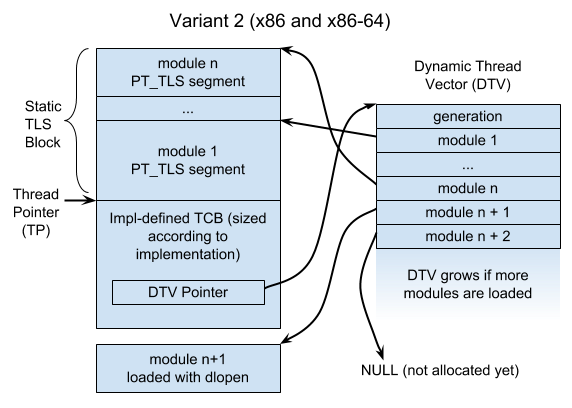 Variant 2 (x86 and x86-64)
Static
TLS
Block
module n
PT_TLS segment
...
module 1
PT_TLS segment
Thread
Pointer
(TP)
Impl-defined TCB (sized
according to
implementation)
DTV Pointer
module n+1
loaded with dlopen
Dynamic Thread
Vector (DTV)
generation
module 1
...
module n
module n + 1
module n + 2
DTV grows if more
modules are loaded
NULL (not allocated yet)